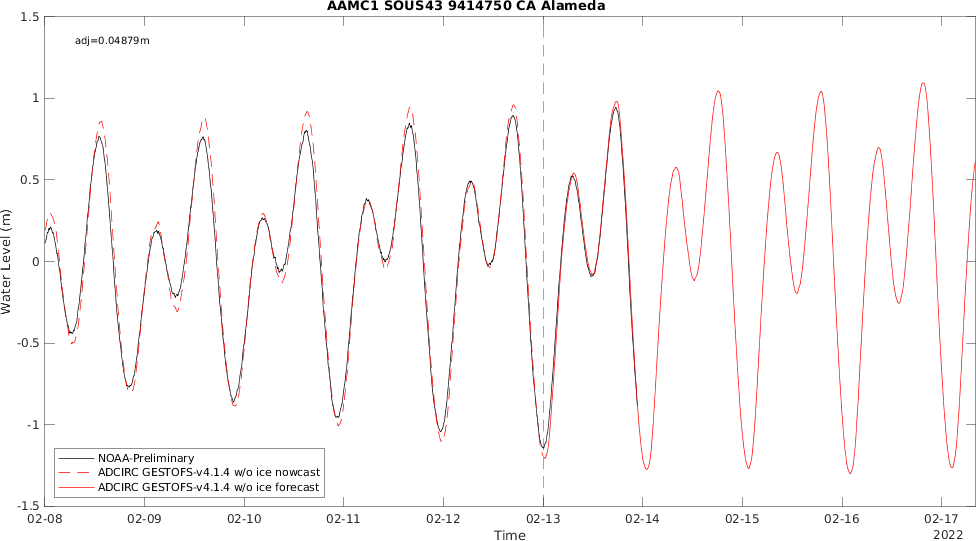 AAMC1 SOUS43 9414750 CA Alameda
adj=0.04879m
1.5
1
0.5
0
-0.5
-1
-1.5
Water Level (m)
NOAA-Preliminary
ADCIRC GESTOFS-v4.1.4 w/o ice nowcast
ADCIRC GESTOFS-v4.1.4 w/o ice forecast
02-08 02-09 02-10 02-11 02-12 02-13 02-14 02-15 02-16 02-17
Time
2022